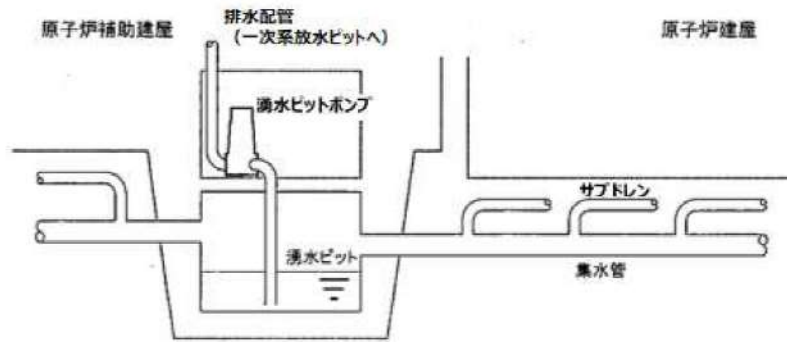 原子炉補助建屋
排水配管
（一次系放水ピットへ）
原子炉建屋
湧水ピットポンプ
サブドレン
湧水ピット
集水管